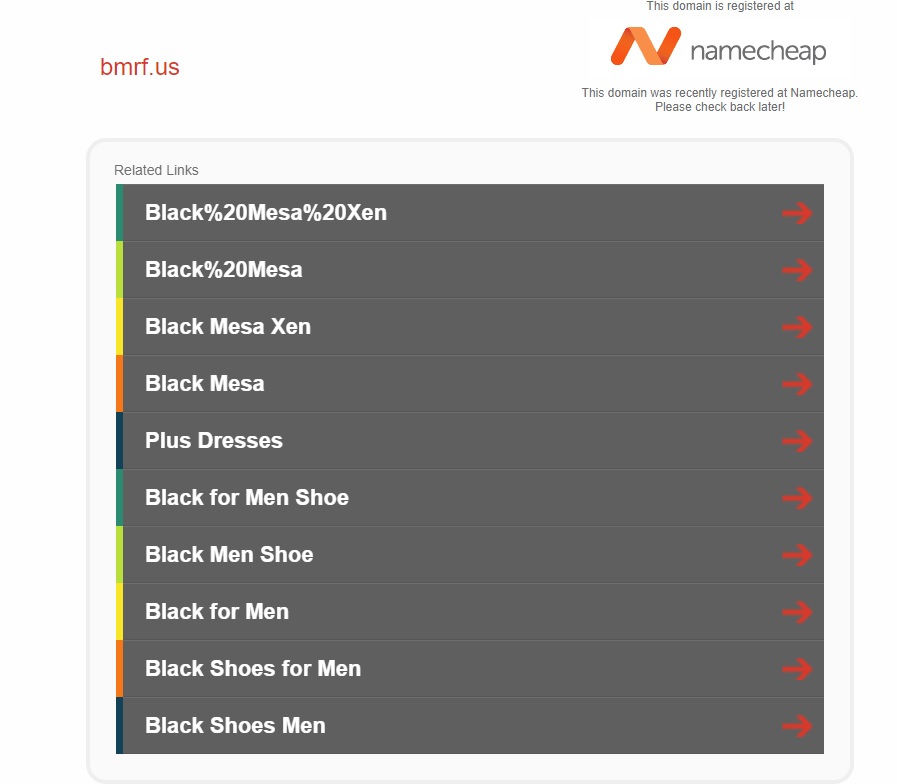 This domain is registered at
namecheap
bmrf.us
This domain was recently registered at Namecheap.
Please check back later!
Related Links
Black%20Mesa%20Xen
Black%20Mesa
Black Mesa Xen
Black Mesa
Plus Dresses
Black for Men Shoe
Black Men Shoe
Black for Men
Black Shoes for Men
Black Shoes Men